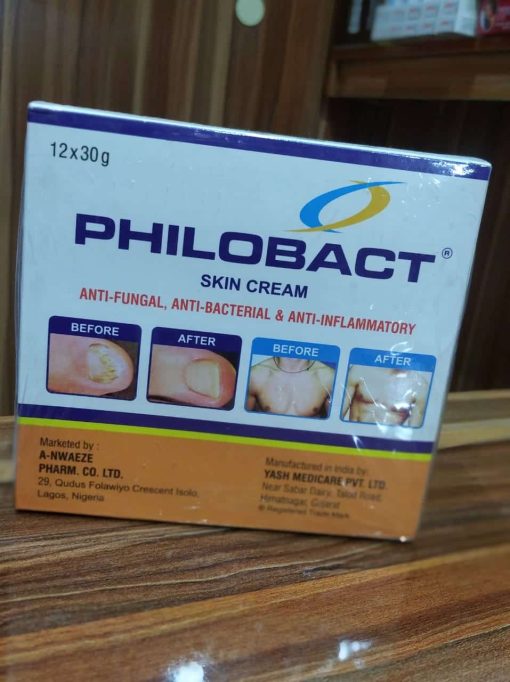 12x30g
PHILOBACT®
SKIN CREAM
ANTI-FUNGAL, ANTI-BACTERIAL & ANTI-INFLAMMATORY
BEFORE
AFTER
BEFORE
AFTER
Marketed by :
A-NWAEZE
PHARM. CO. LTD.
29, Qudus Folawiyo Crescent Isolo,
Lagos, Nigeria
Manufactured in India by:
YASH MEDICARE PVT. LTD.
Near Sabar Dairy, Talod Road,
Himatnagar, Gujarat
® Registered Trade Mark